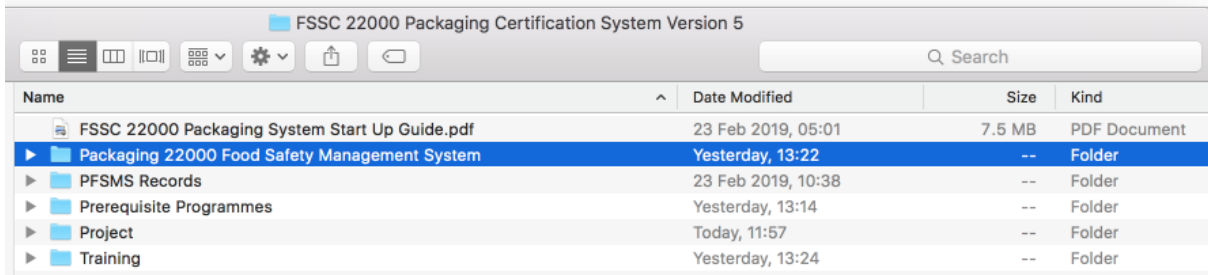 FSSC 22000 Packaging Certification System Version 5
Search
Name Date Modified Size Kind
FSSC 22000 Packaging System Start Up Guide.pdf 23 Feb 2019, 05:01 7.5 MB PDF Document
Packaging 22000 Food Safety Management System Yesterday, 13:22 -- Folder
PFSMS Records 23 Feb 2019, 10:38 -- Folder
Prerequisite Programmes Yesterday, 13:14 -- Folder
Project Today, 11:57 -- Folder
Training Yesterday, 13:24 -- Folder